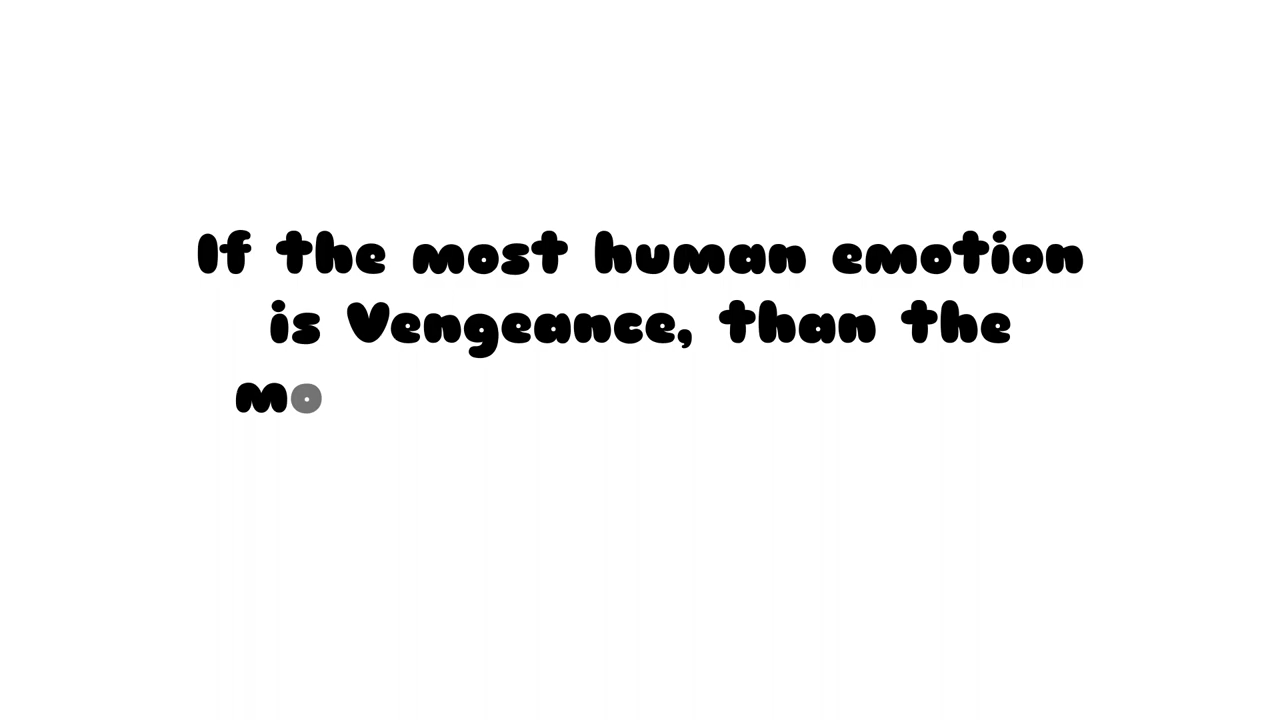 If the most human emotion
is Vengeance, than the
mo